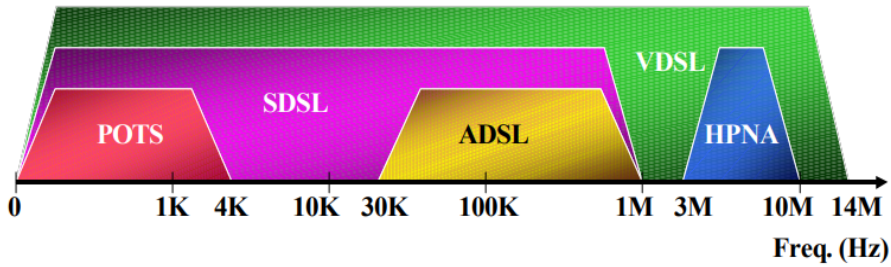 VDSL
SDSL
POTS ADSL HPNA
0 1K 4K 10K 30K 100K 1M 3M 10M 14M
Freq. (Hz)